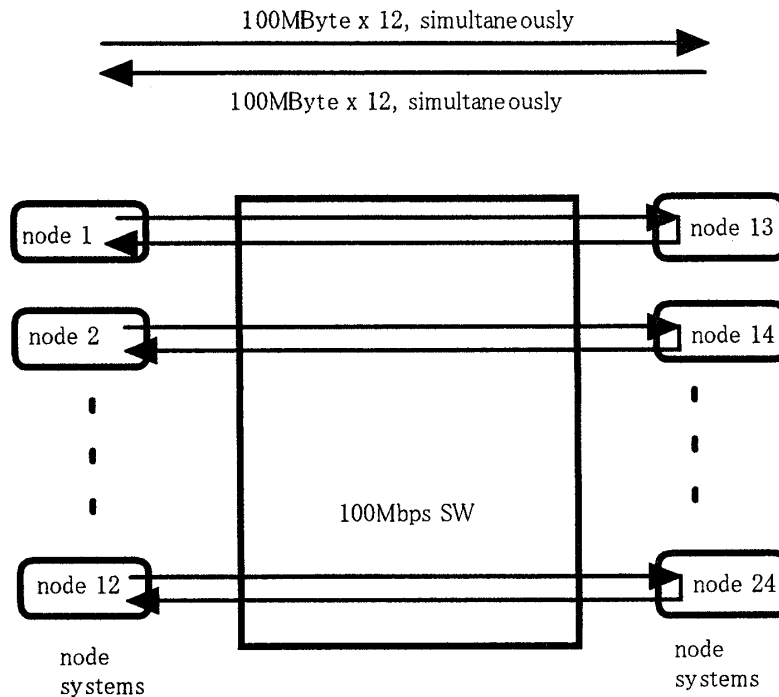 100MByte x 12, simultaneously
100MByte x 12, simultaneously
node 1
node 13
node 2
node 14
100Mbps SW
node 12
node 24
node
systems
node
systems